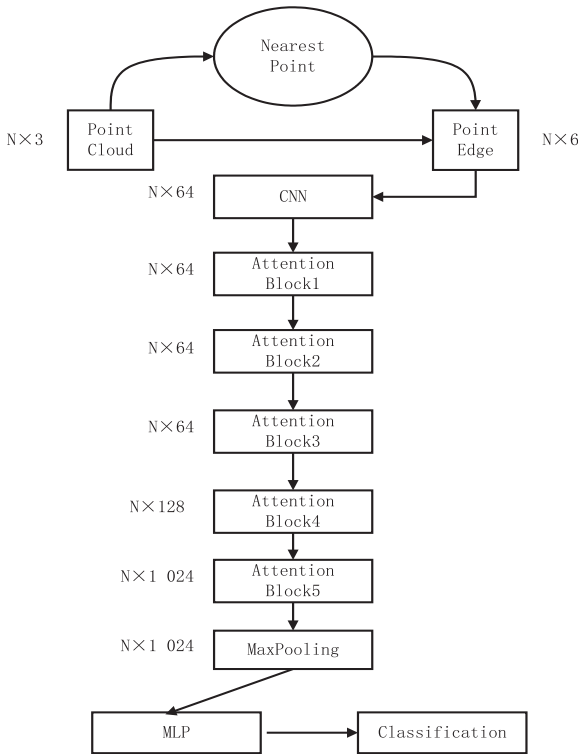 Nearest
Point
N×3
Point
Cloud
Point
Edge
N×6
N×64
CNN
N×64
Attention
Block1
N×64
Attention
Block2
N×64
Attention
Block3
N×128
Attention
Block4
N×1 024
Attention
Block5
N×1 024
MaxPooling
MLP
Classification